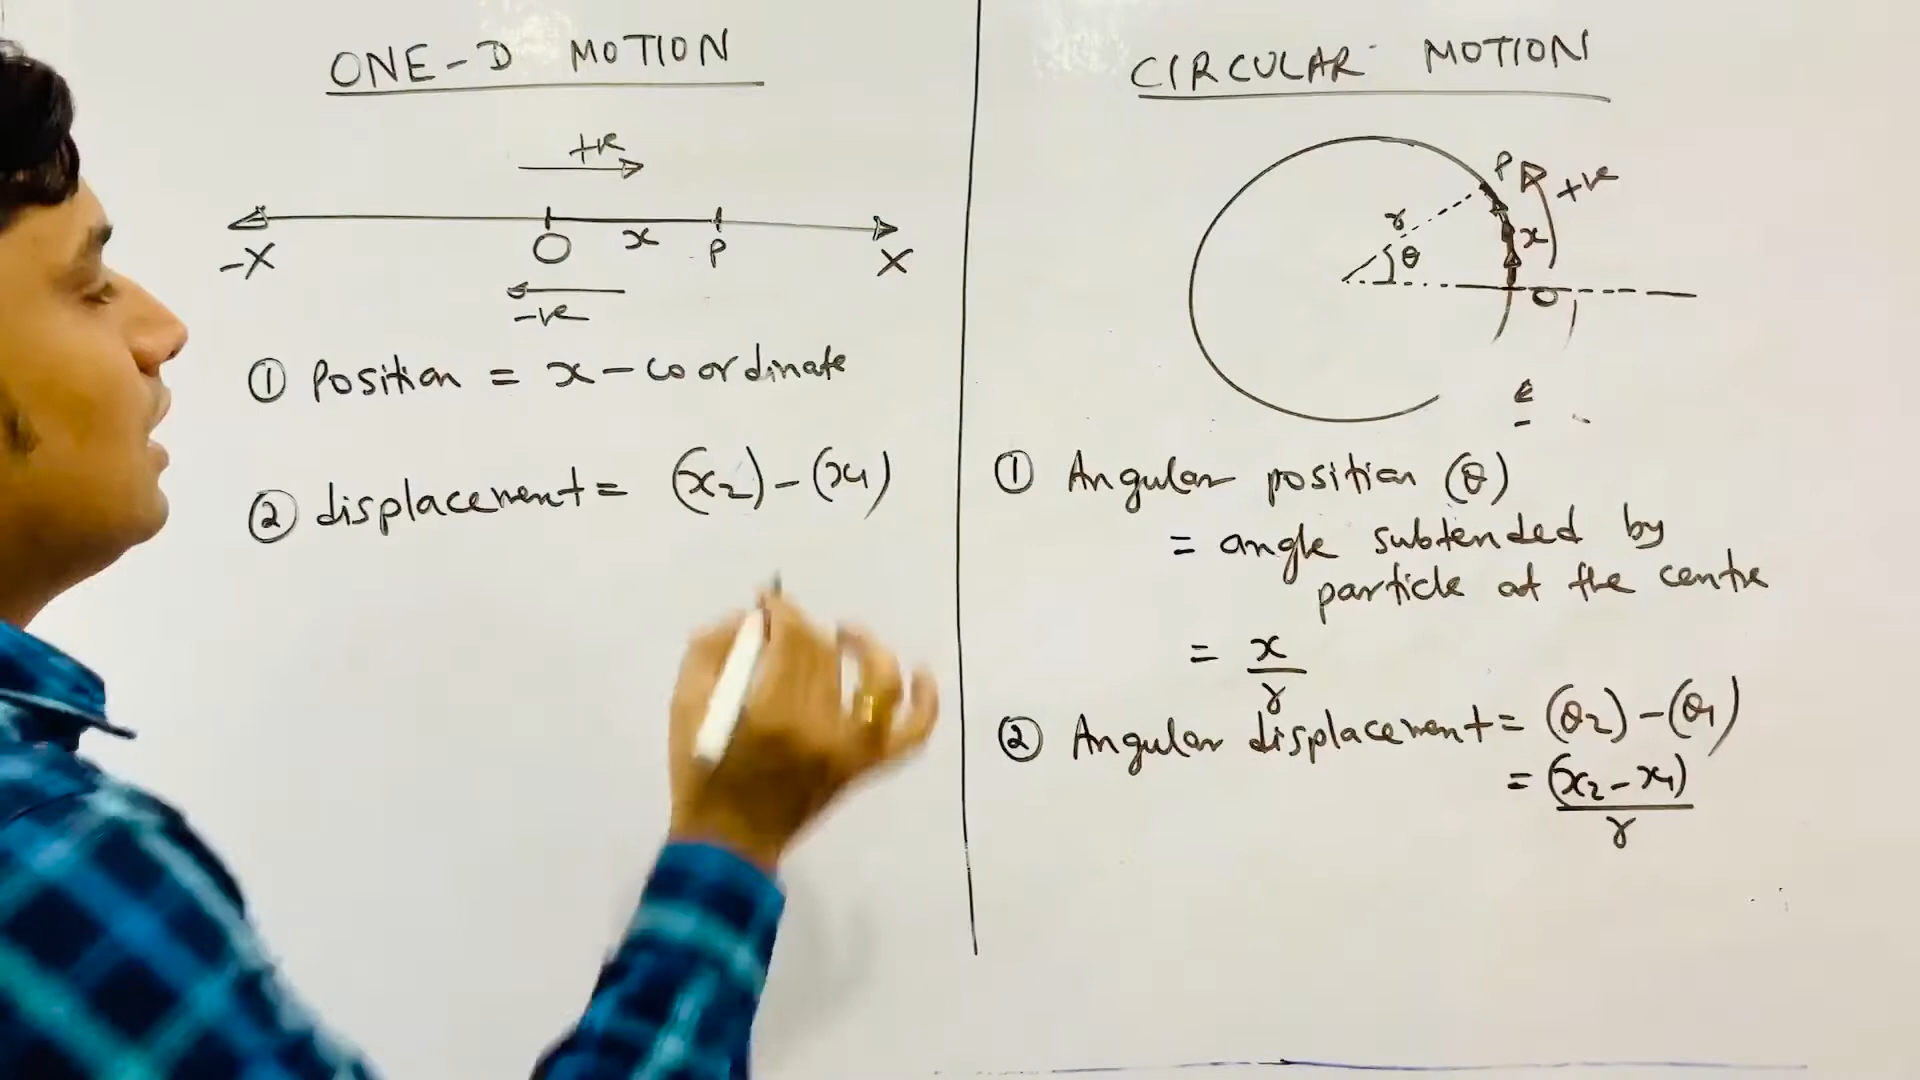 ONE-D MOTION
+ve
-X
O
x
P
X
-ve
① Position = x-coordinate
② displacement = (x₂)-(x₁)
CIRCULAR MOTION
P
+ve
r
θ
x
O
① Angular position (θ)
= angle subtended by
particle at the centre
= x/r
② Angular displacement = (θ₂)-(θ₁)
= (x₂-x₁)/r